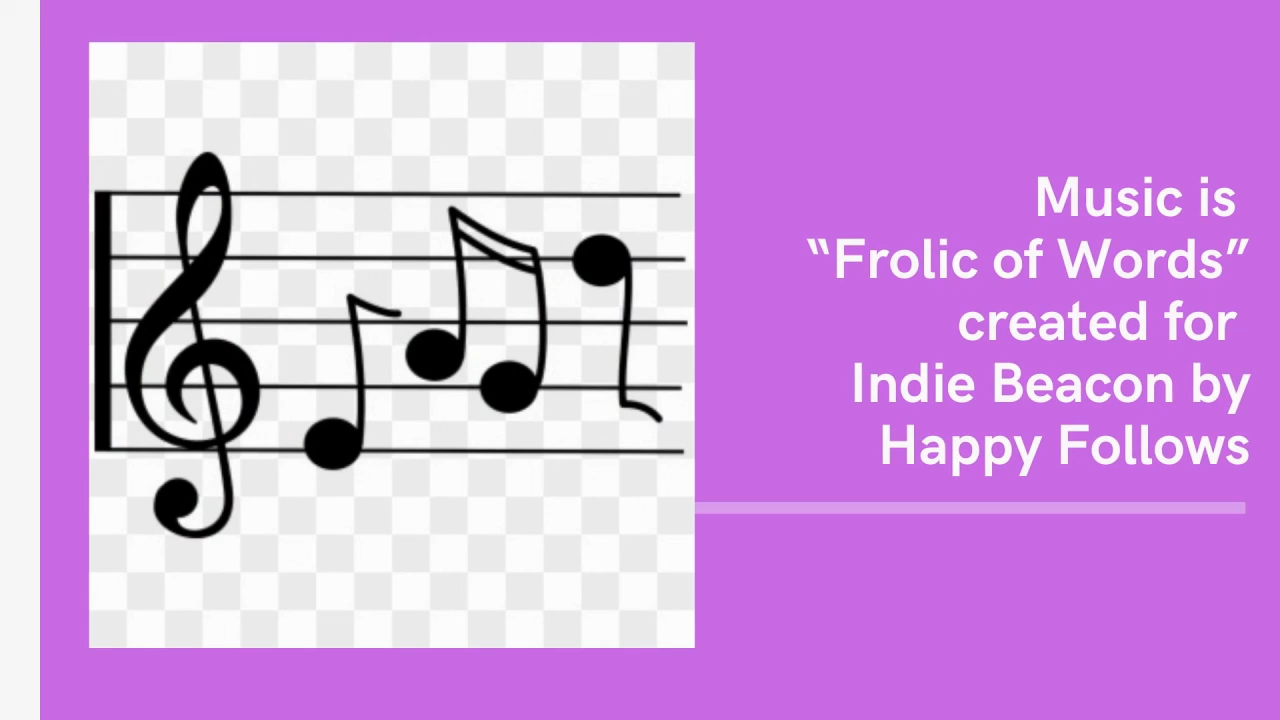 Music is
“Frolic of Words”
created for
Indie Beacon by
Happy Follows